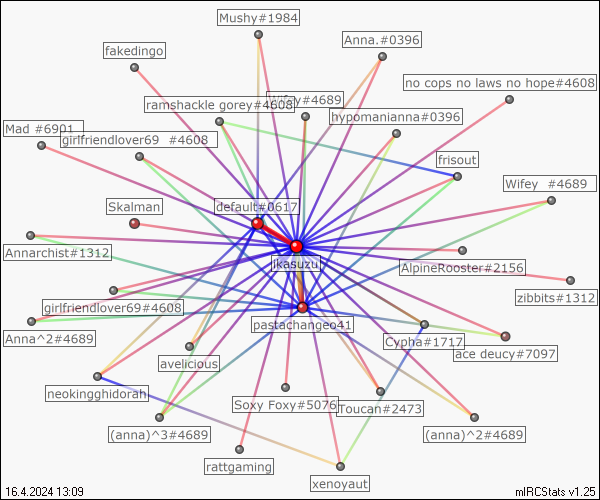 Mushy#1984
Anna.#0396
fakedingo
no cops no laws no hope#4608
ramshackle gorey#4608
Wifey#4689
hypomanianna#0396
Mad #6901
girlfriendlover69 #4608
frisout
Wifey #4689
Skalman
default#0617
Annarchist#1312
jkasuzu
AlpineRooster#2156
zibbits#1312
girlfriendlover69#4608
pastachangeo41
Anna^2#4689
Cypha#1717
ace deucy#7097
avelicious
neokingghidorah
Soxy Foxy#5076
Toucan#2473
(anna)^3#4689
(anna)^2#4689
rattgaming
xenoyaut
16.4.2024 13:09
mIRCStats v1.25